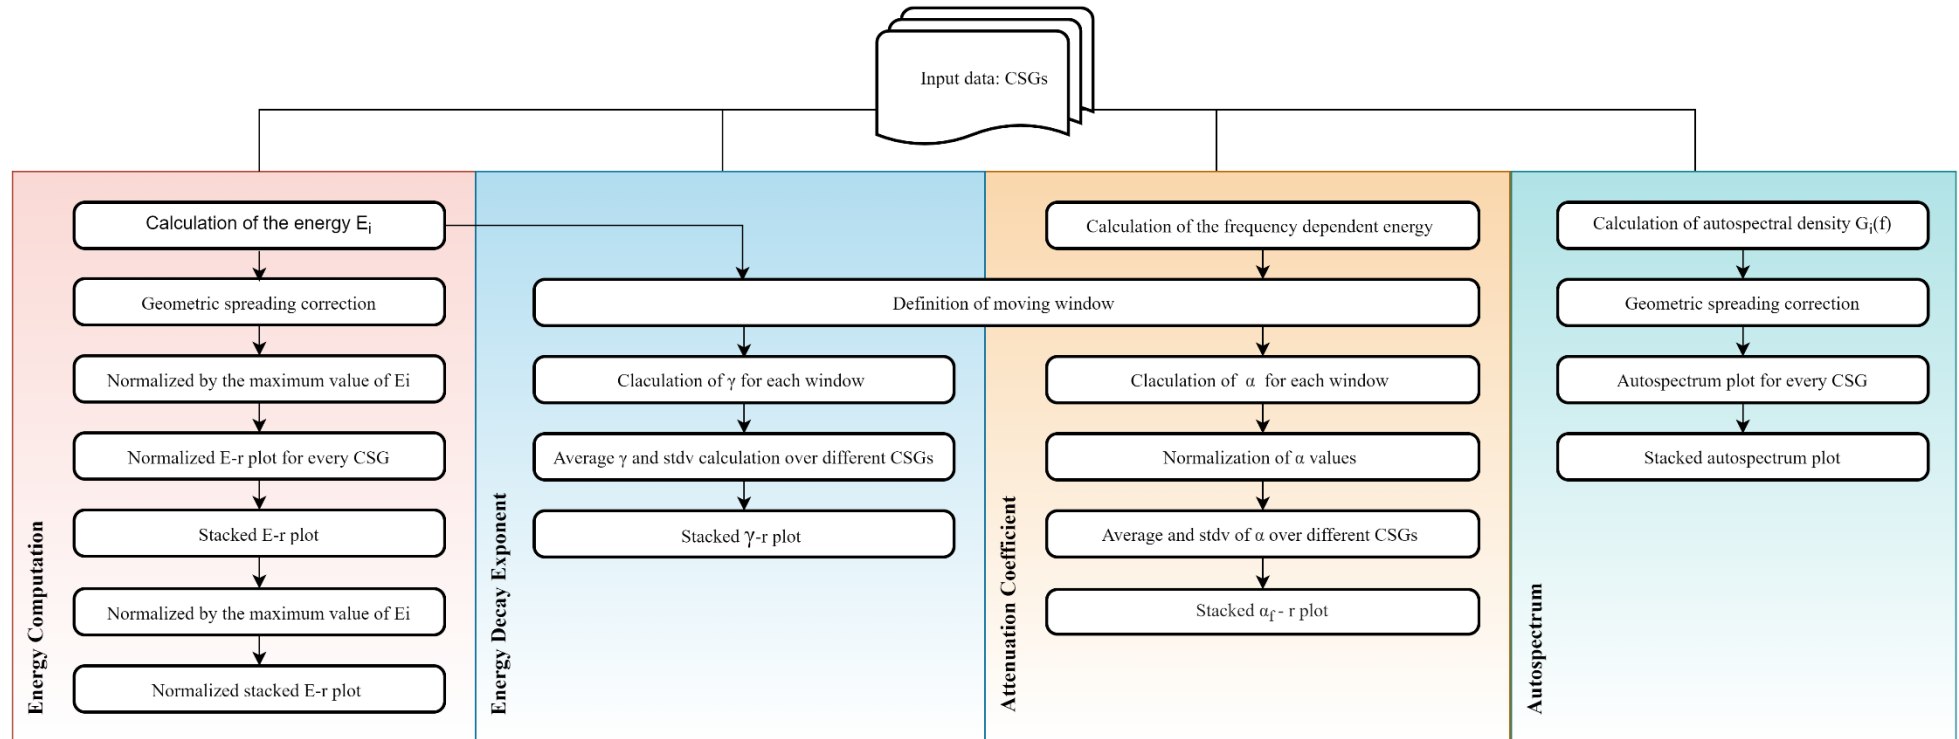 Input data: CSGs
Calculation of the energy Ei
Geometric spreading correction
Normalized by the maximum value of Ei
Normalized E-r plot for every CSG
Stacked E-r plot
Normalized by the maximum value of Ei
Normalized stacked E-r plot
Energy Computation
Definition of moving window
Claculation of γ for each window
Average γ and stdv calculation over different CSGs
Stacked γ-r plot
Energy Decay Exponent
Calculation of the frequency dependent energy
Claculation of α for each window
Normalization of α values
Average and stdv of α over different CSGs
Stacked αf - r plot
Attenuation Coefficient
Calculation of autospectral density Gi(f)
Geometric spreading correction
Autospectrum plot for every CSG
Stacked autospectrum plot
Autospectrum